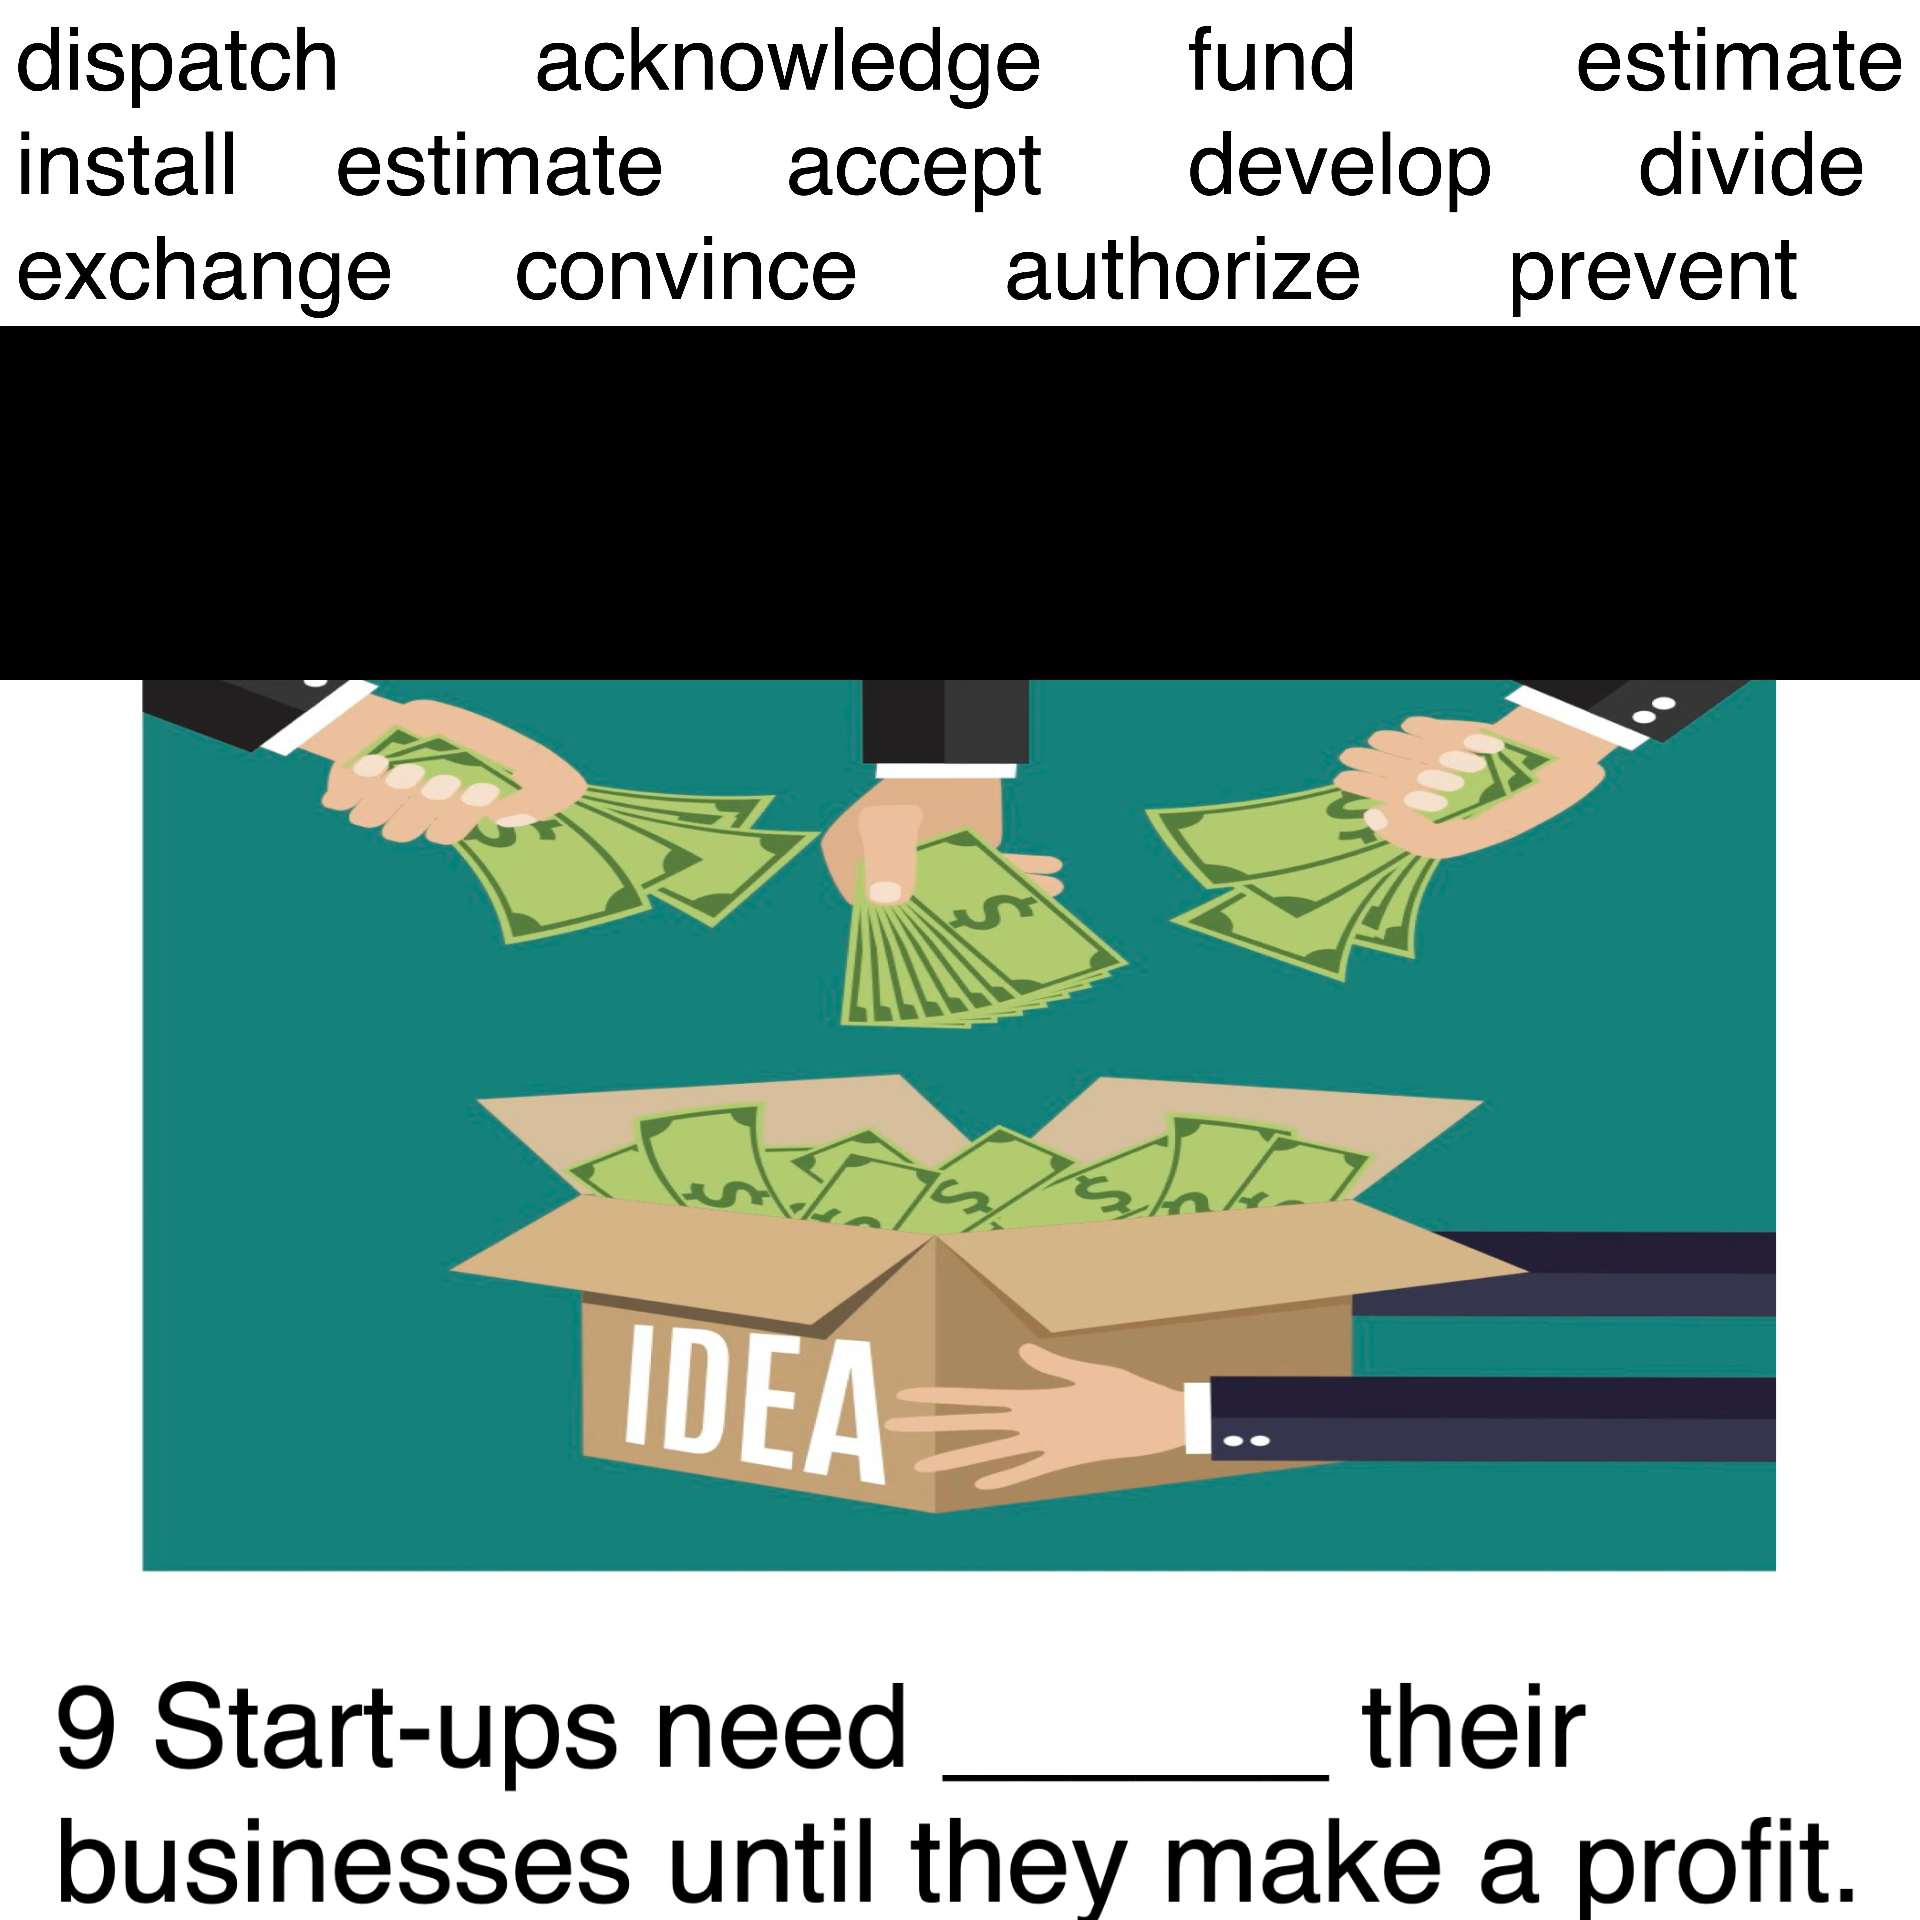 dispatch acknowledge fund estimate
install estimate accept develop divide
exchange convince authorize prevent
$ $ $
$ $ $
IDEA
9 Start-ups need ________ their
businesses until they make a profit.